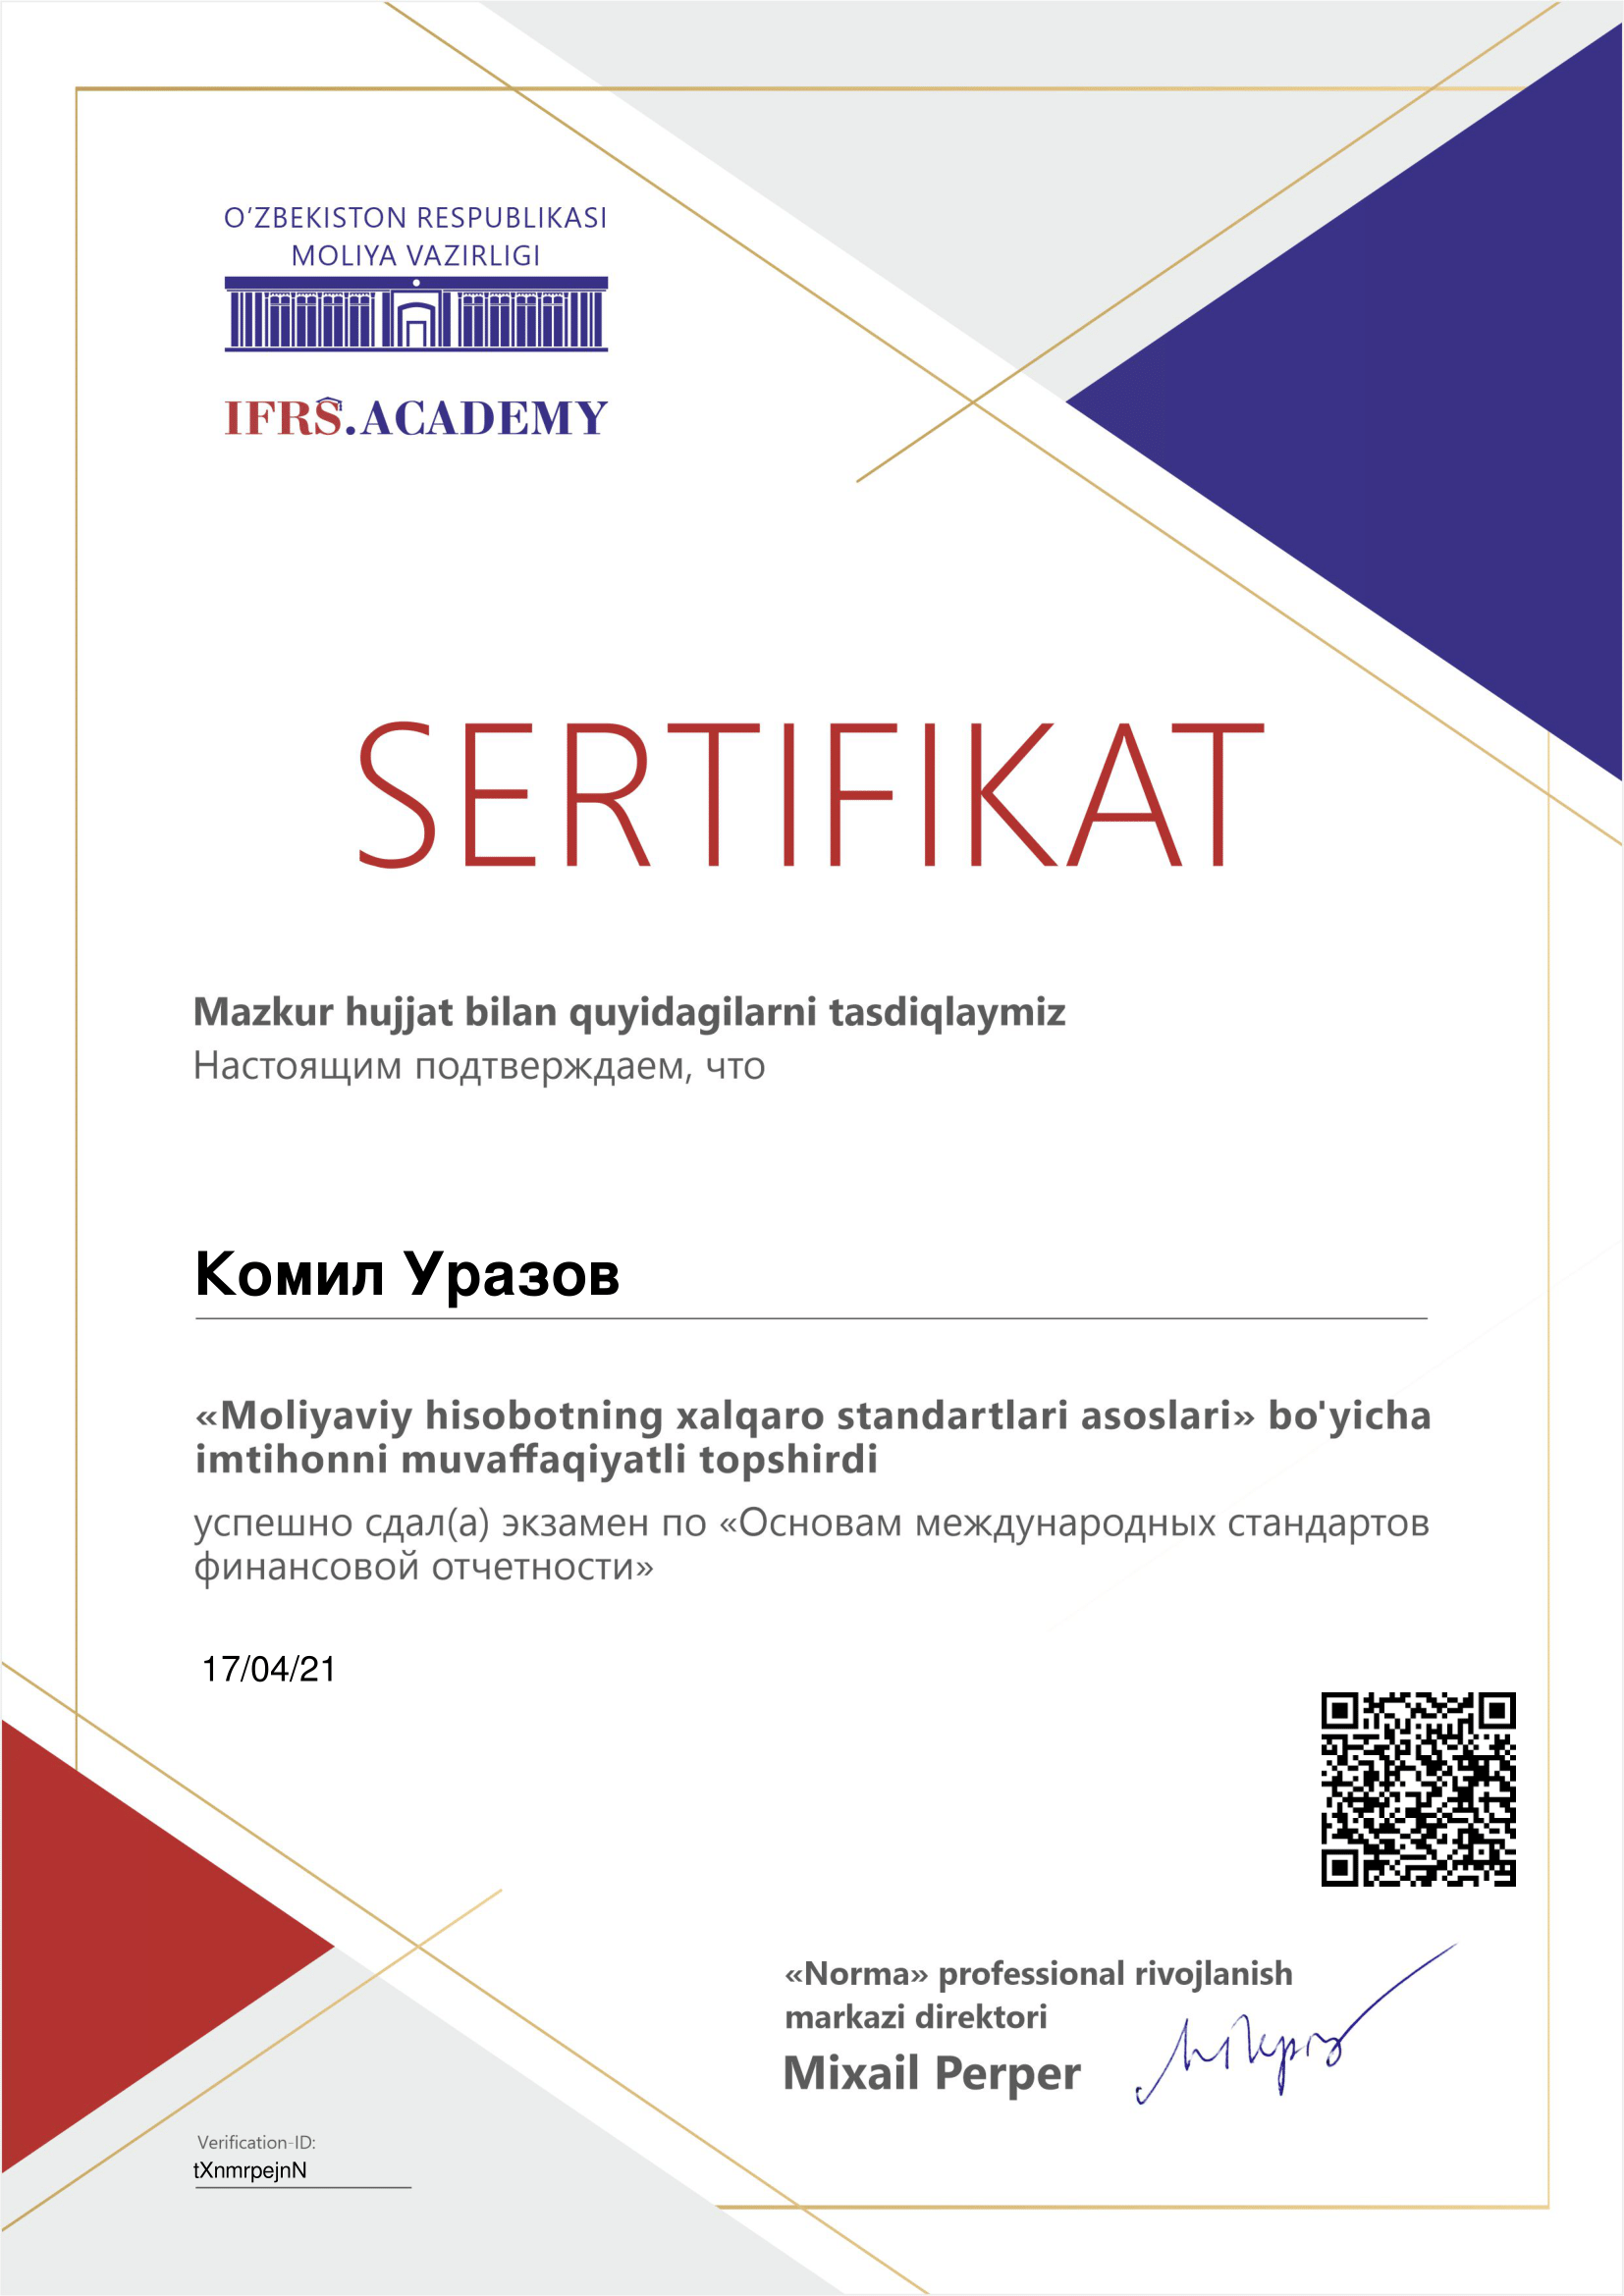 O‘ZBEKISTON RESPUBLIKASI
MOLIYA VAZIRLIGI
IFRS.ACADEMY
SERTIFIKAT
Mazkur hujjat bilan quyidagilarni tasdiqlaymiz
Настоящим подтверждаем, что
Комил Уразов
«Moliyaviy hisobotning xalqaro standartlari asoslari» bo'yicha
imtihonni muvaffaqiyatli topshirdi
успешно сдал(а) экзамен по «Основам международных стандартов
финансовой отчетности»
17/04/21
«Norma» professional rivojlanish
markazi direktori
Mixail Perper
Verification-ID:
tXnmrpejnN